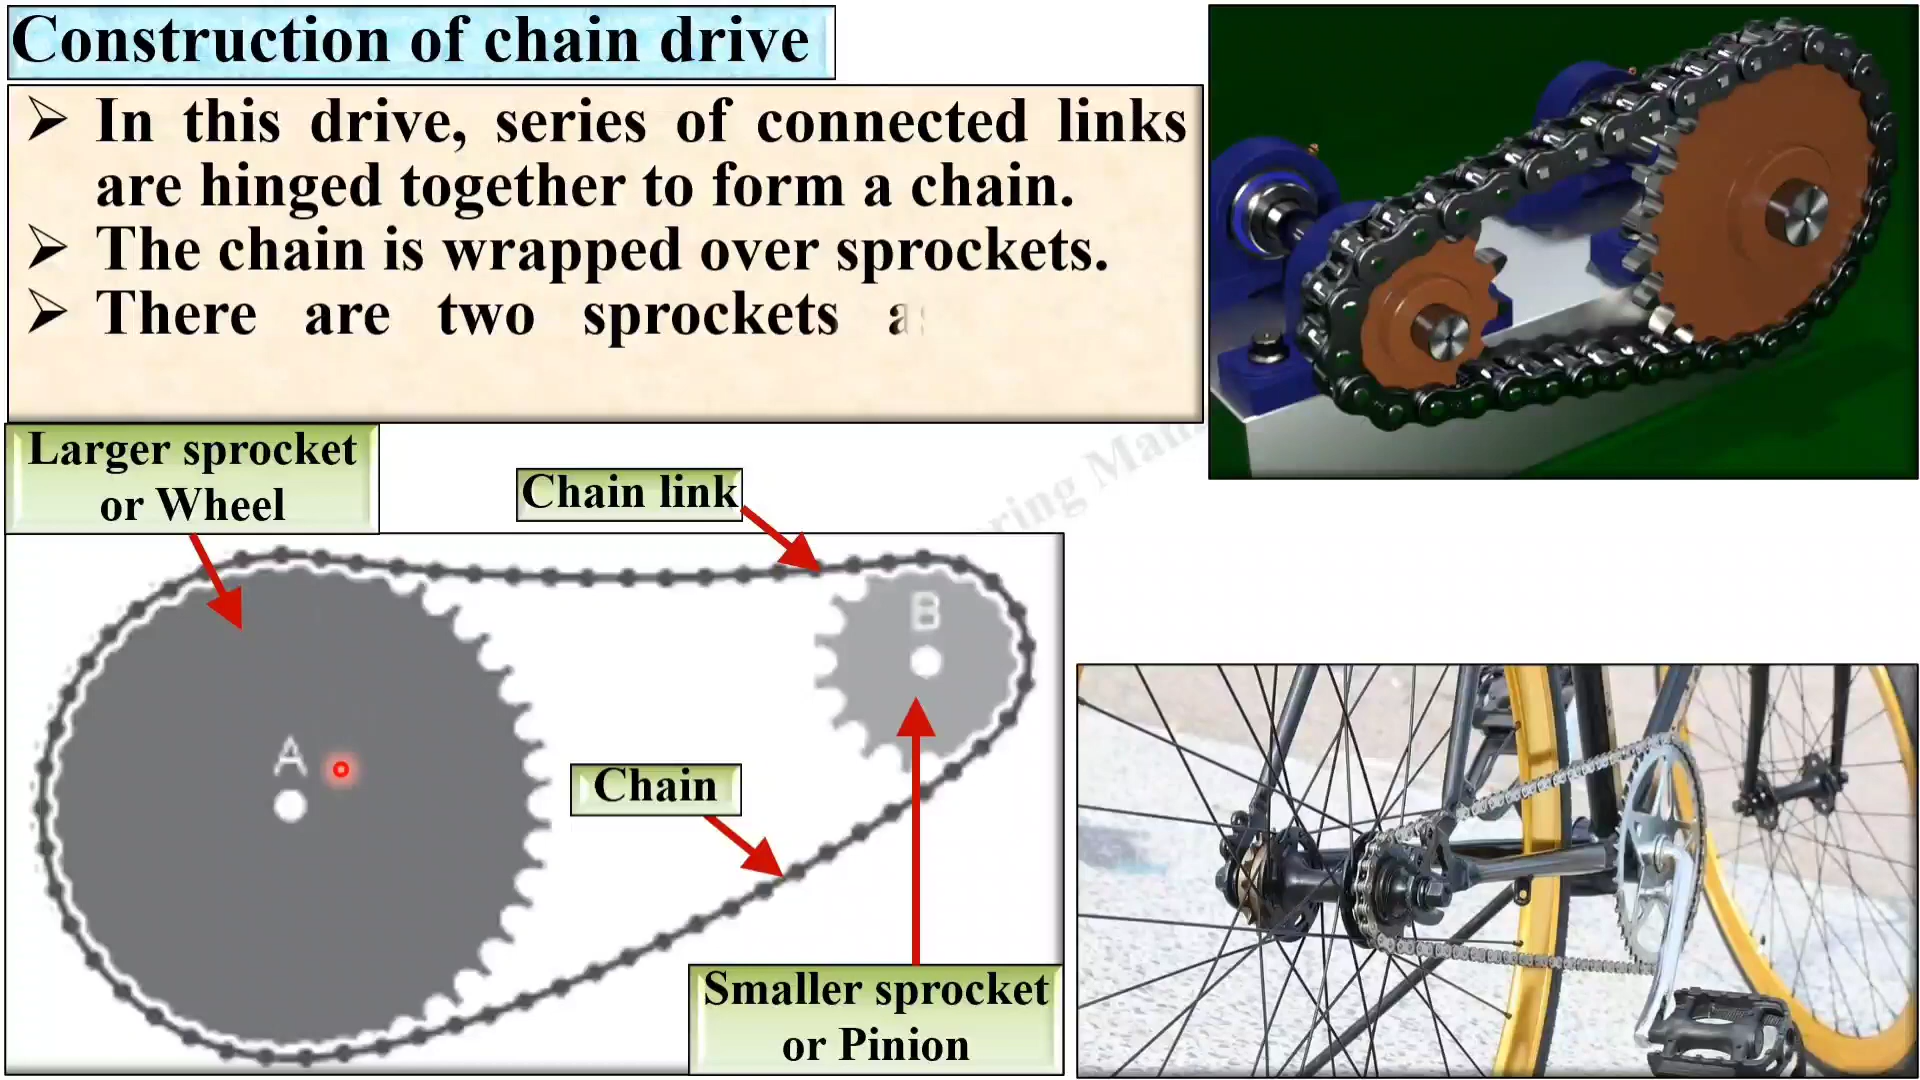 Construction of chain drive
➢ In this drive, series of connected links
are hinged together to form a chain.
➢ The chain is wrapped over sprockets.
➢ There are two sprockets
Larger sprocket
or Wheel
Chain link
B
A
Chain
Smaller sprocket
or Pinion